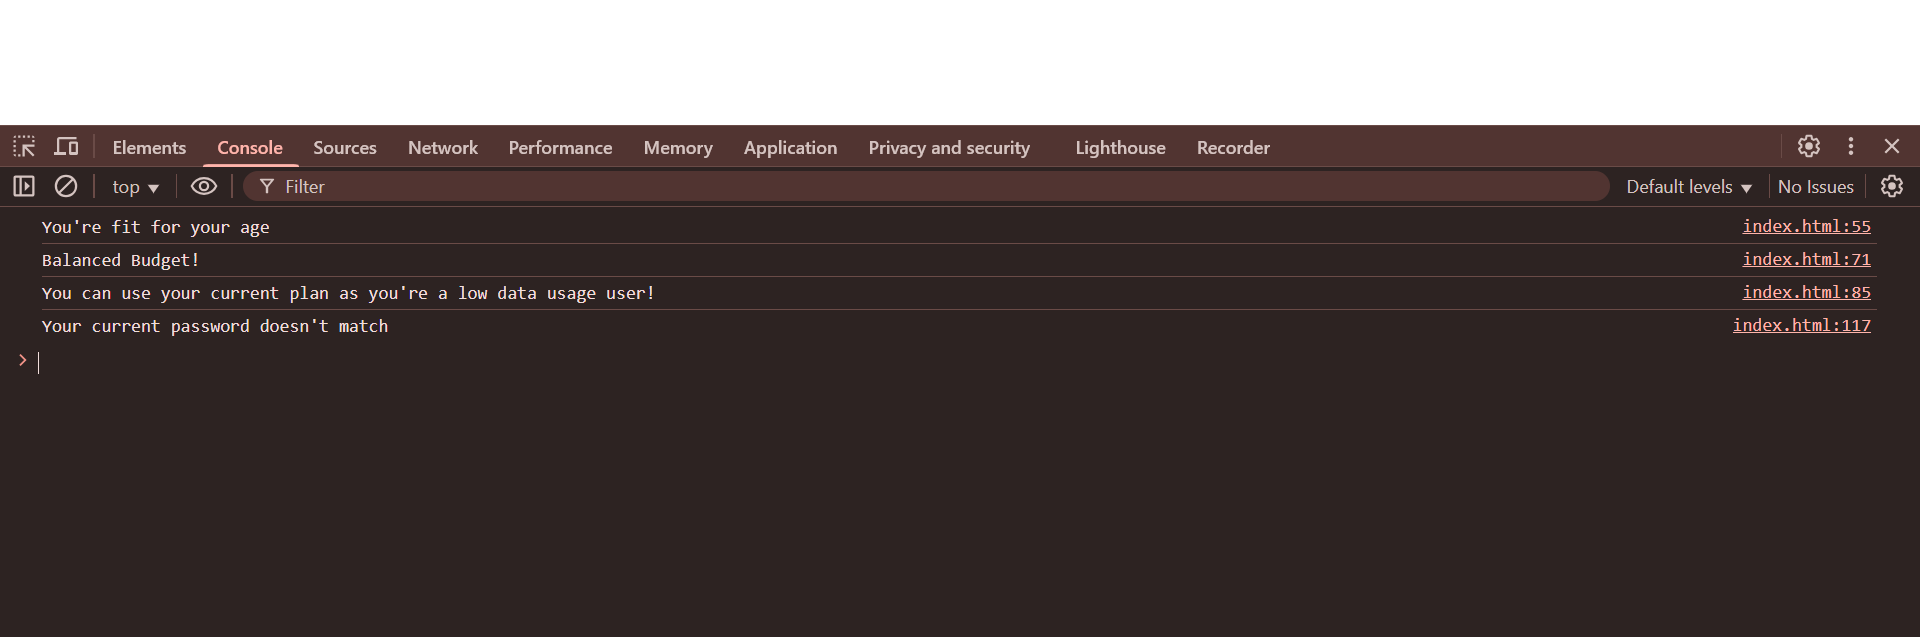 Elements Console Sources Network Performance Memory Application Privacy and security Lighthouse Recorder
top Filter Default levels No Issues
You're fit for your age index.html:55
Balanced Budget! index.html:71
You can use your current plan as you're a low data usage user! index.html:85
Your current password doesn't match index.html:117